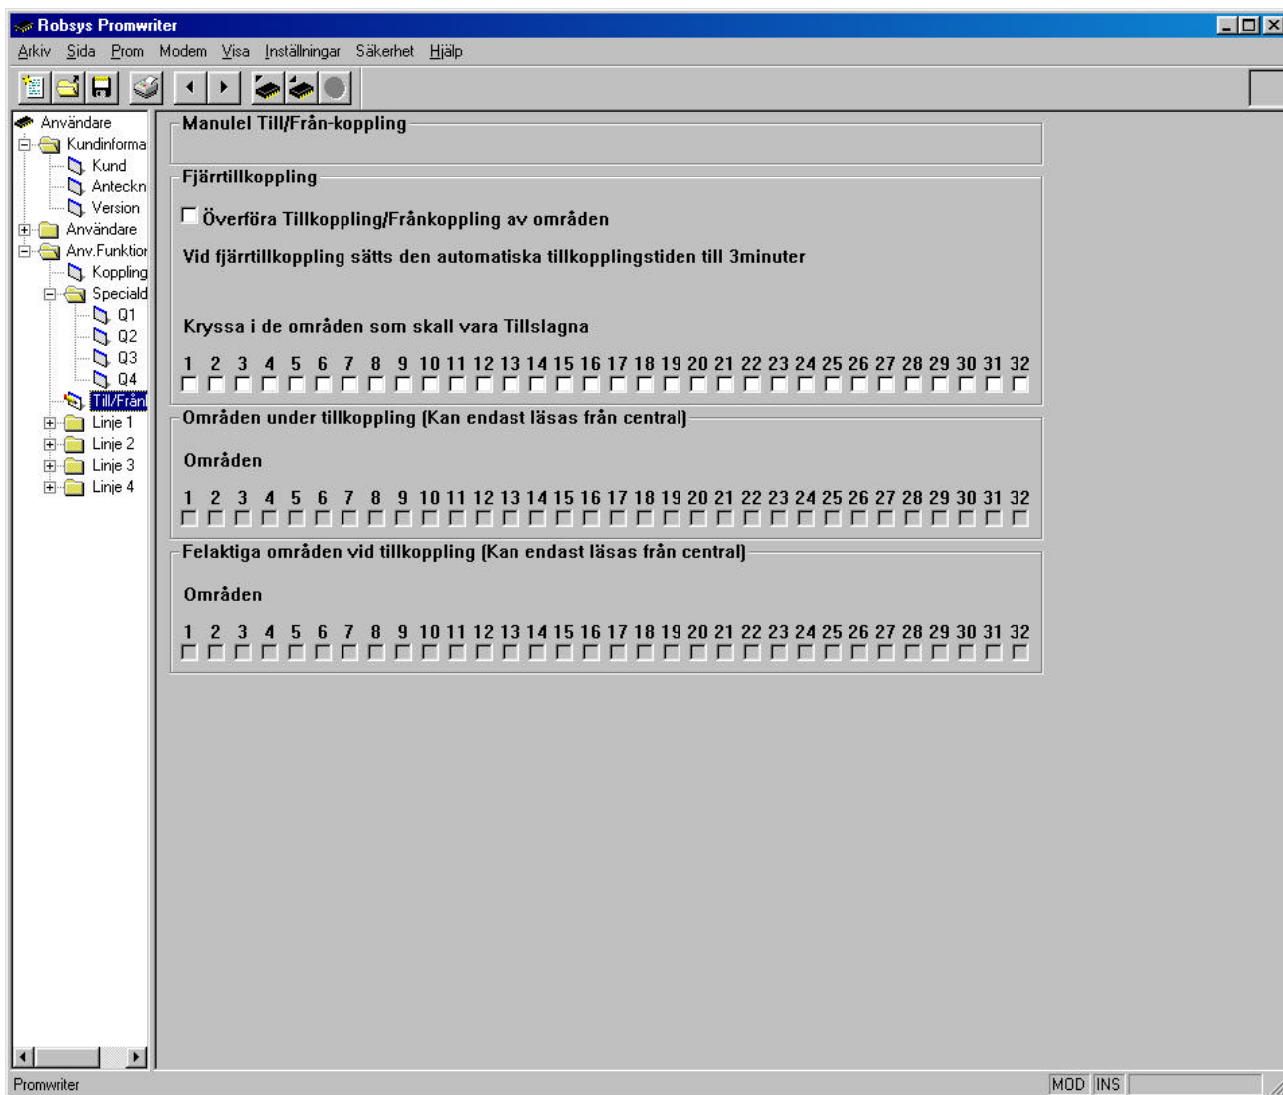 Robsys Promwriter
Arkiv Sida Prom Modem Visa Inställningar Säkerhet Hjälp
Användare
Kundinforma
Kund
Anteckn
Version
Användare
Anv.Funktion
Koppling
Speciald
Q1
Q2
Q3
Q4
Till/Frånl
Linje 1
Linje 2
Linje 3
Linje 4
Manulel Till/Från-koppling
Fjärrtillkoppling
Överföra Tillkoppling/Frånkoppling av områden
Vid fjärrtillkoppling sätts den automatiska tillkopplingstiden till 3minuter
Kryssa i de områden som skall vara Tillslagna
1 2 3 4 5 6 7 8 9 10 11 12 13 14 15 16 17 18 19 20 21 22 23 24 25 26 27 28 29 30 31 32
Områden under tillkoppling (Kan endast läsas från central)
Områden
1 2 3 4 5 6 7 8 9 10 11 12 13 14 15 16 17 18 19 20 21 22 23 24 25 26 27 28 29 30 31 32
Felaktiga områden vid tillkoppling (Kan endast läsas från central)
Områden
1 2 3 4 5 6 7 8 9 10 11 12 13 14 15 16 17 18 19 20 21 22 23 24 25 26 27 28 29 30 31 32
Promwriter
MOD INS